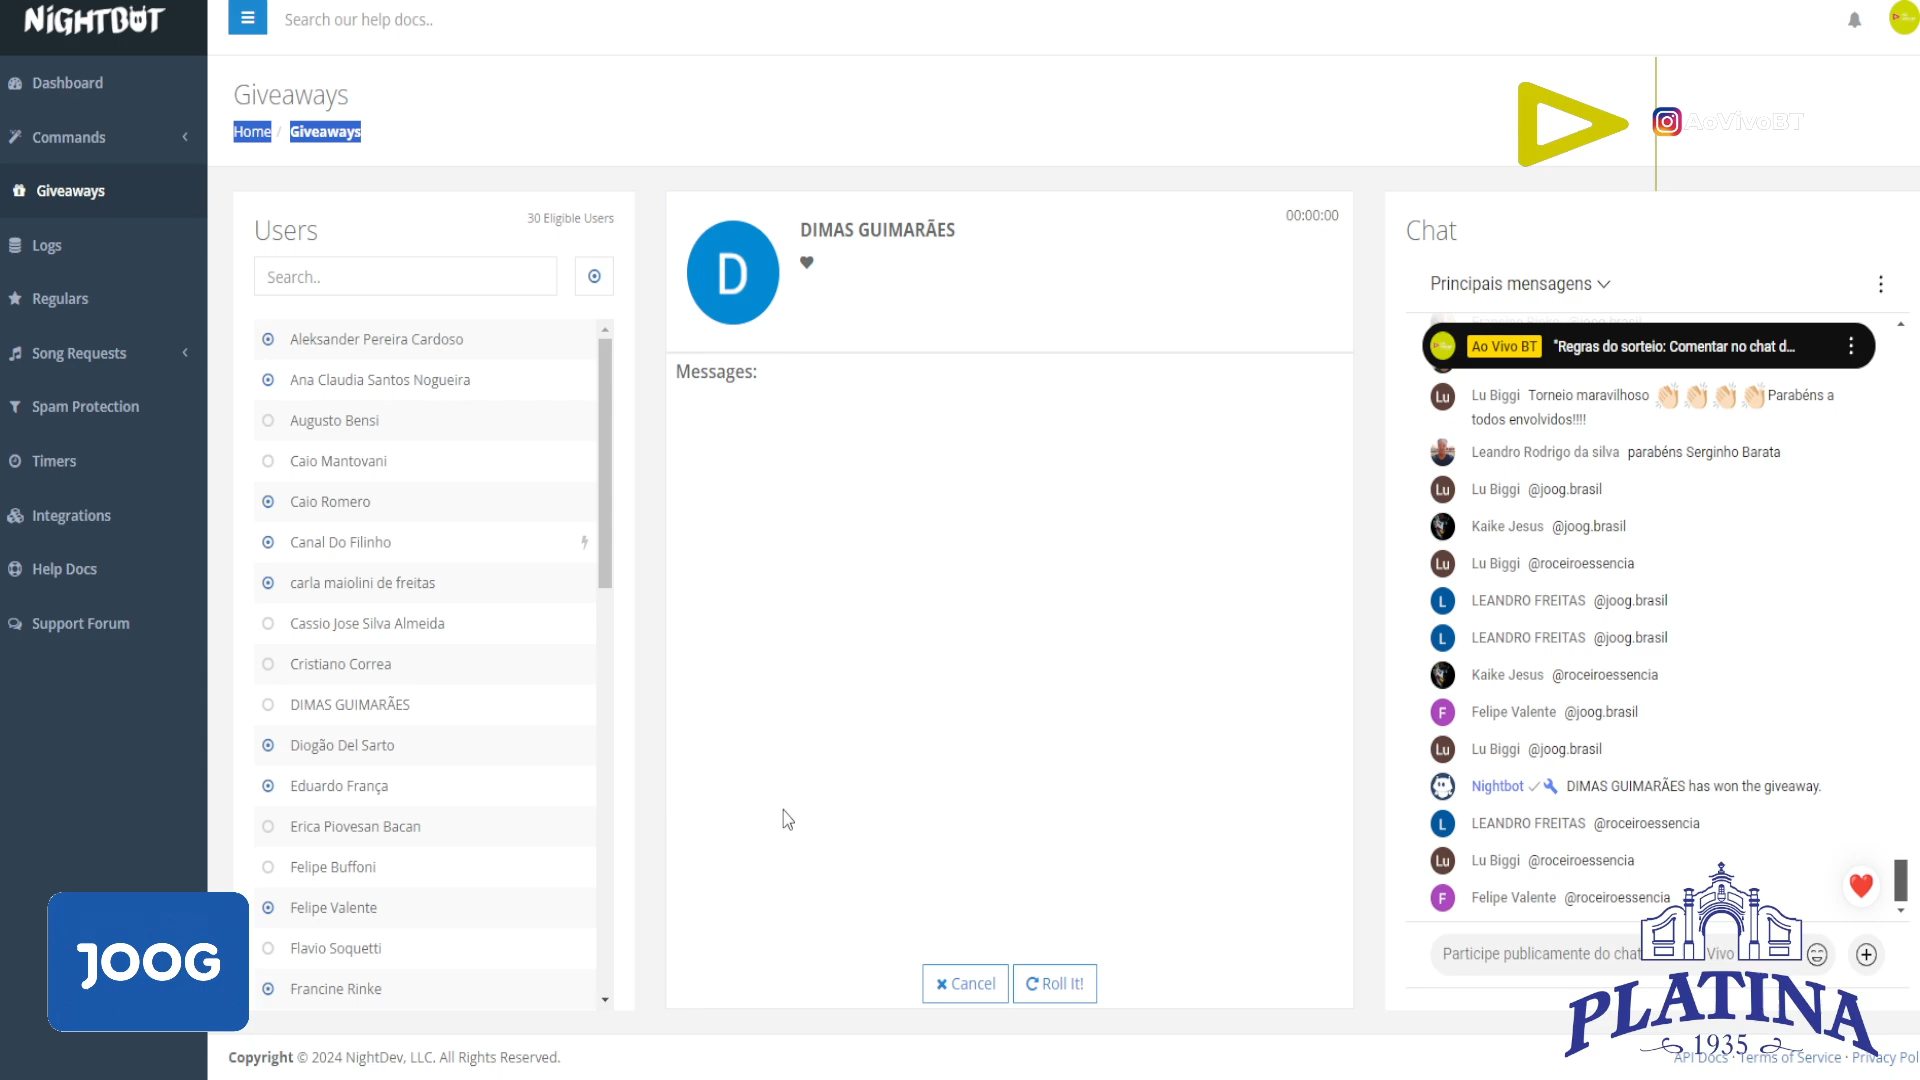 NiGHTBOT
Search our help docs..
Dashboard
Commands
Giveaways
Logs
Regulars
Song Requests
Spam Protection
Timers
Integrations
Help Docs
Support Forum
Giveaways
Home / Giveaways
AoVivoBT
Users
30 Eligible Users
Search..
Aleksander Pereira Cardoso
Ana Claudia Santos Nogueira
Augusto Bensi
Caio Mantovani
Caio Romero
Canal Do Filinho
carla maiolini de freitas
Cassio Jose Silva Almeida
Cristiano Correa
DIMAS GUIMARÃES
Diogão Del Sarto
Eduardo França
Erica Piovesan Bacan
Felipe Buffoni
Felipe Valente
Flavio Soquetti
Francine Rinke
D
DIMAS GUIMARÃES
00:00:00
Messages:
Cancel
Roll It!
Chat
Principais mensagens
Francine Rinke @joog.brasil
Ao Vivo BT "Regras do sorteio: Comentar no chat d...
Lu Lu Biggi Torneio maravilhoso 👏🏻👏🏻👏🏻👏🏻Parabéns a
todos envolvidos!!!!
Leandro Rodrigo da silva parabéns Serginho Barata
Lu Lu Biggi @joog.brasil
Kaike Jesus @joog.brasil
Lu Lu Biggi @roceiroessencia
L LEANDRO FREITAS @joog.brasil
L LEANDRO FREITAS @joog.brasil
Kaike Jesus @roceiroessencia
F Felipe Valente @joog.brasil
Lu Lu Biggi @joog.brasil
Nightbot DIMAS GUIMARÃES has won the giveaway.
L LEANDRO FREITAS @roceiroessencia
Lu Lu Biggi @roceiroessencia
F Felipe Valente @roceiroessencia
Participe publicamente do chat Vivo
JOOG
PLATINA
1935
Copyright © 2024 NightDev, LLC. All Rights Reserved.
API Docs · Terms of Service · Privacy Pol